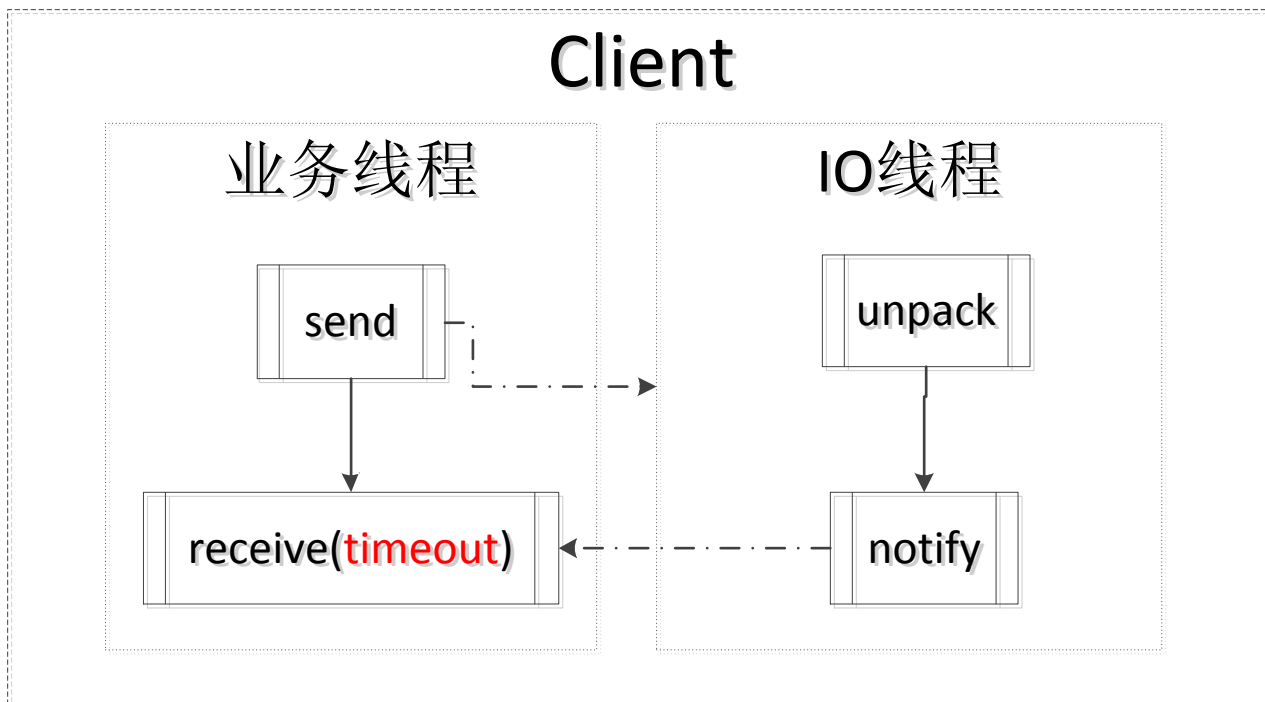 Client
业务线程
IO线程
send
unpack
receive(timeout)
notify